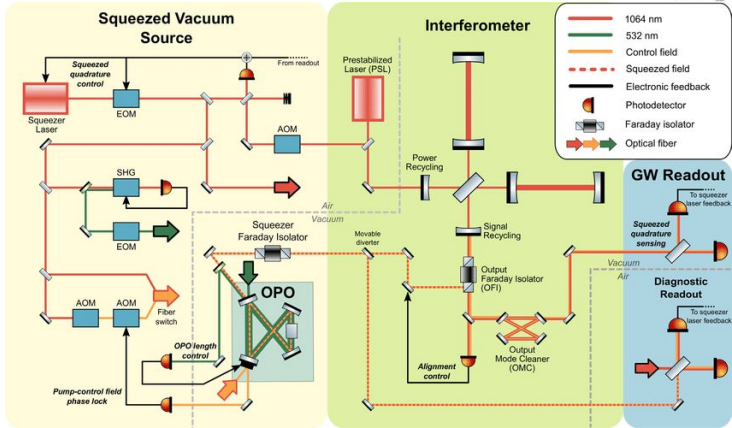 Squeezed Vacuum
Source
Interferometer
1064 nm
532 nm
Control field
Squeezed field
Electronic feedback
Photodetector
Faraday isolator
Optical fiber
Squeezed
quadrature
control
From readout
Squeezer
Laser
EOM
Prestabilized
Laser (PSL)
AOM
Power
Recycling
SHG
EOM
Air
Vacuum
Squeezer
Faraday Isolator
Movable
diverter
Signal
Recycling
Output
Faraday Isolator
(OFI)
GW Readout
To squeezer
laser feedback
Squeezed
quadrature
sensing
Vacuum
Air
Diagnostic
Readout
To squeezer
laser feedback
AOM
AOM
Fiber
switch
OPO
OPO length
control
Pump-control field
phase lock
Alignment
control
Output
Mode Cleaner
(OMC)